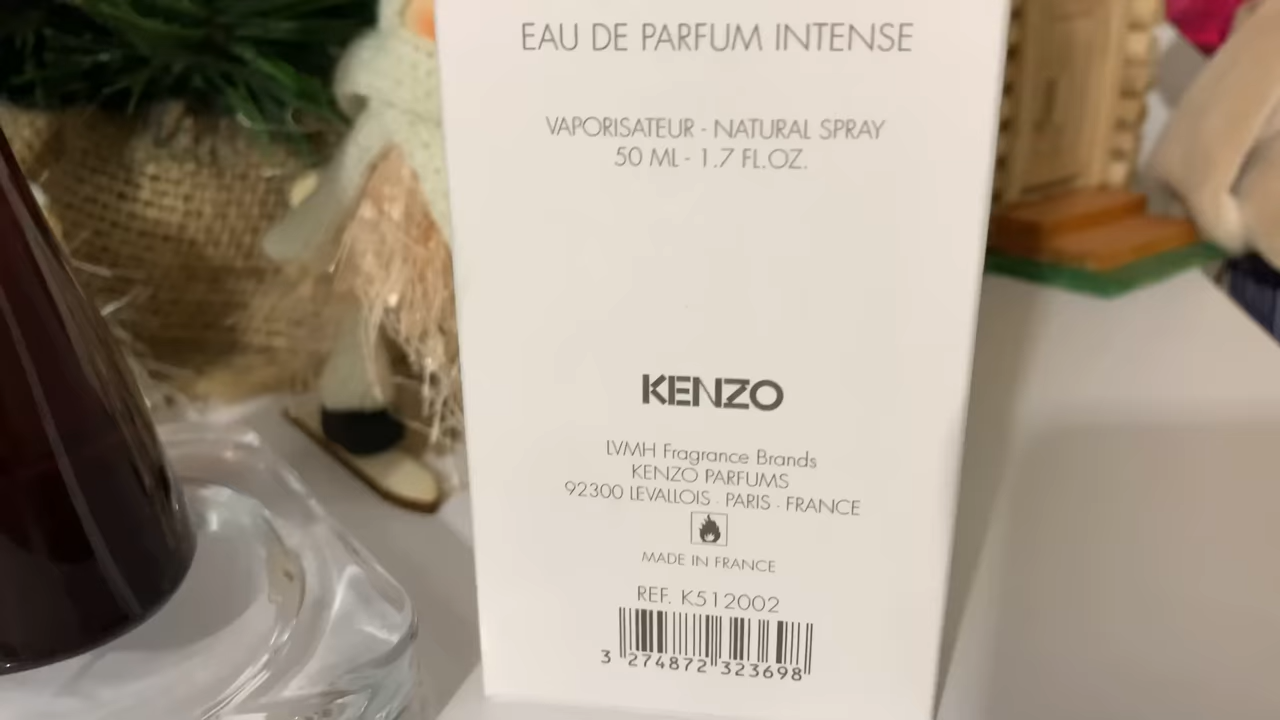 EAU DE PARFUM INTENSE
VAPORISATEUR - NATURAL SPRAY
50 ML - 1.7 FL.OZ.
KENZO
LVMH Fragrance Brands
KENZO PARFUMS
92300 LEVALLOIS - PARIS - FRANCE
MADE IN FRANCE
REF. K512002
3 274872 323698